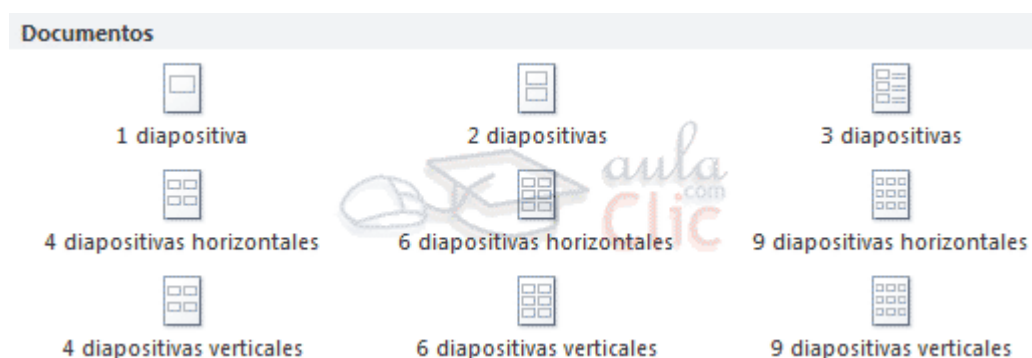 Documentos
1 diapositiva
2 diapositivas
3 diapositivas
aula
.com
Clic
4 diapositivas horizontales
6 diapositivas horizontales
9 diapositivas horizontales
4 diapositivas verticales
6 diapositivas verticales
9 diapositivas verticales